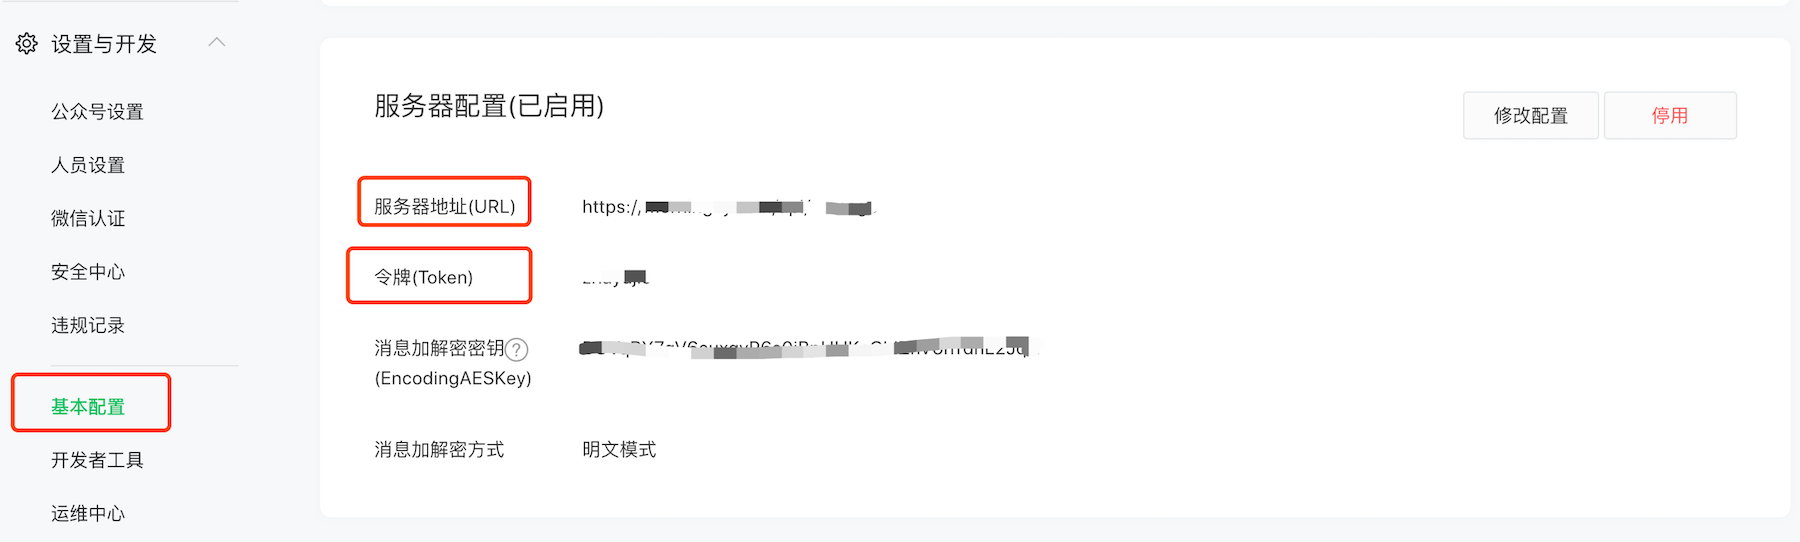 设置与开发
公众号设置
人员设置
微信认证
安全中心
违规记录
基本配置
开发者工具
运维中心
服务器配置(已启用)
修改配置
停用
服务器地址(URL)
https:/
令牌(Token)
消息加解密密钥?
(EncodingAESKey)
消息加解密方式
明文模式